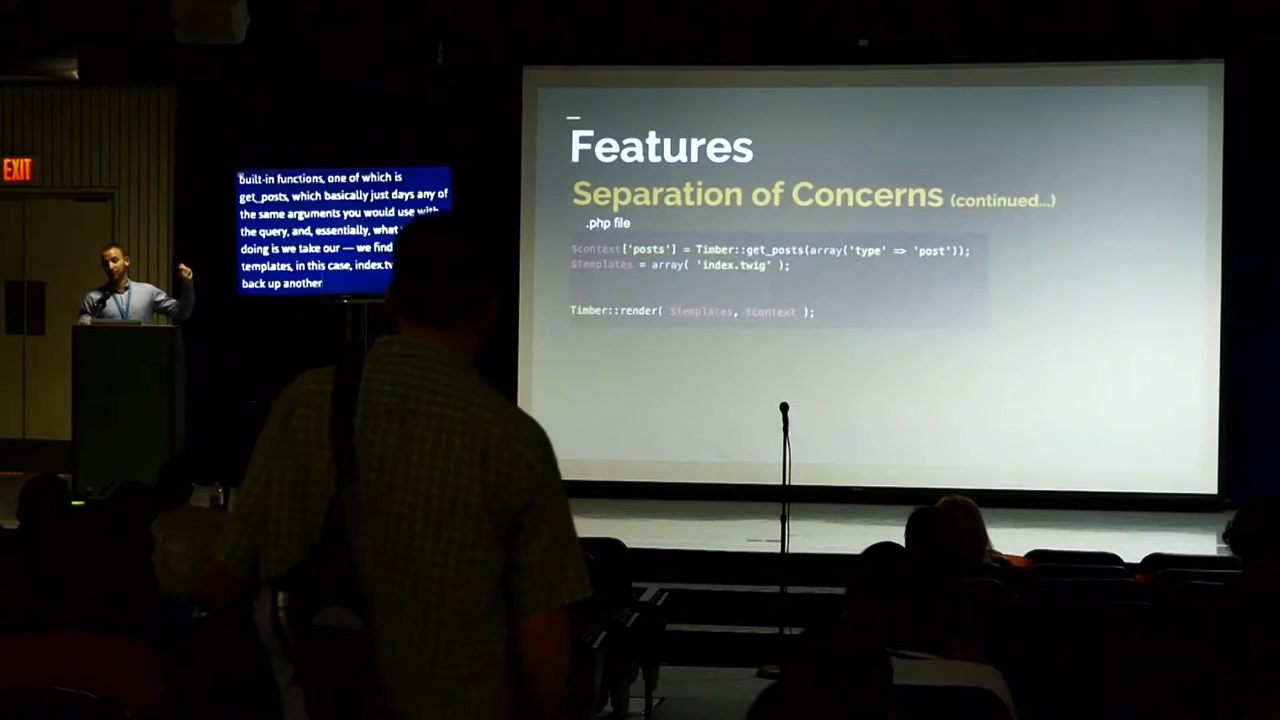 EXIT
built-in functions, one of which is
get_posts, which basically just days any of
the same arguments you would use with
the query, and, essentially, what
doing is we take our — we find
templates, in this case,
back up another
Features
Separation of Concerns (continued...)
.php file
$context['posts'] = Timber::get_posts(array('type' => 'post'));
$templates = array( 'index.twig' );
Timber::render( $templates, $context );